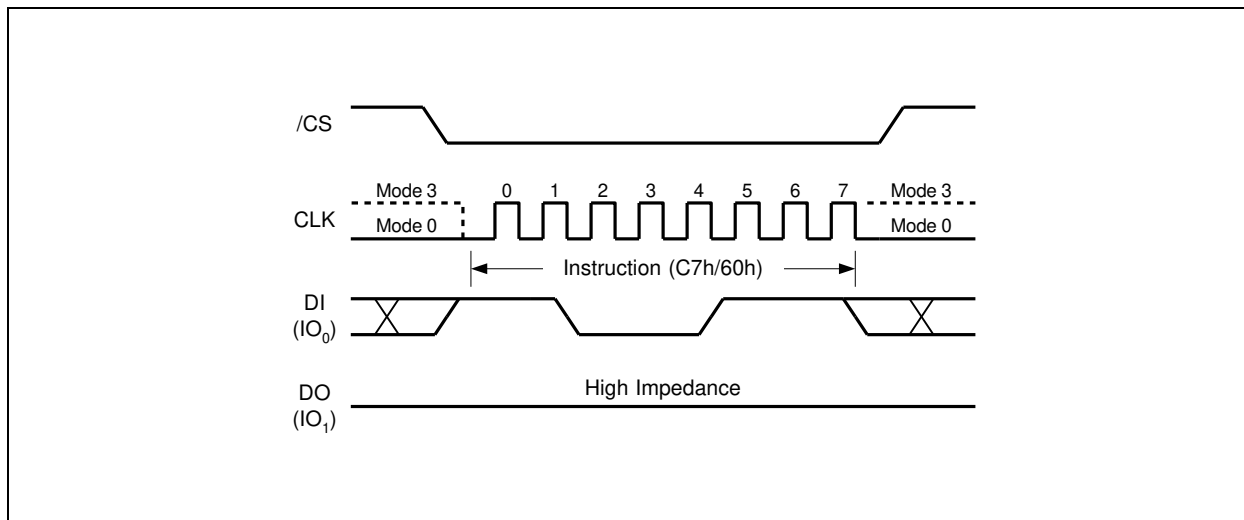 /CS
Mode 3 0 1 2 3 4 5 6 7 Mode 3
CLK
Mode 0 Mode 0
Instruction (C7h/60h)
DI
(IO₀)
High Impedance
DO
(IO₁)